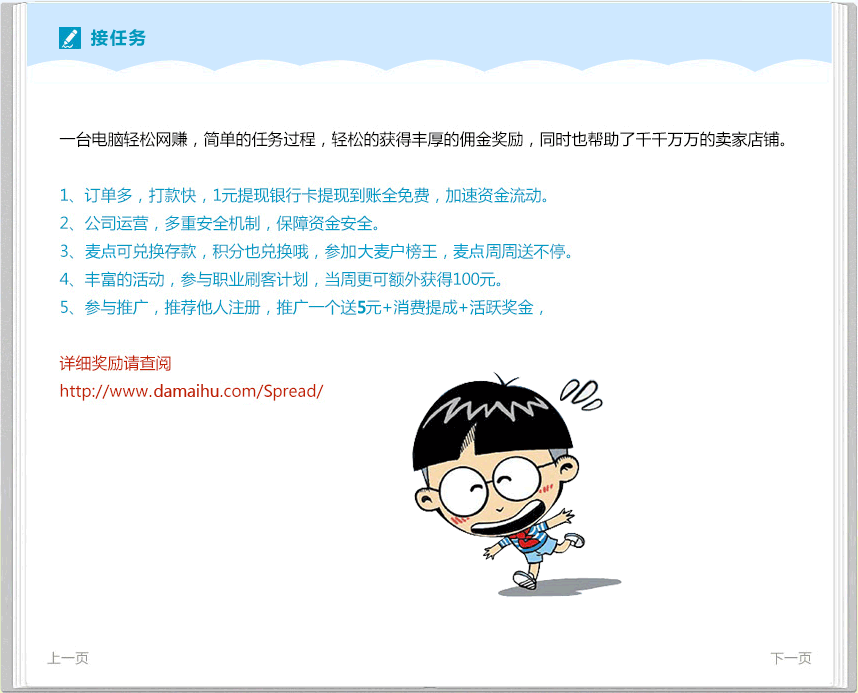 接任务
一台电脑轻松网赚，简单的任务过程，轻松的获得丰厚的佣金奖励，同时也帮助了千千万万的卖家店铺。
1、订单多，打款快，1元提现银行卡提现到账全免费，加速资金流动。
2、公司运营，多重安全机制，保障资金安全。
3、麦点可兑换存款，积分也兑换哦，参加大麦户榜王，麦点周周送不停。
4、丰富的活动，参与职业刷客计划，当周更可额外获得100元。
5、参与推广，推荐他人注册，推广一个送5元+消费提成+活跃奖金，
详细奖励请查阅
http://www.damaihu.com/Spread/
上一页
下一页